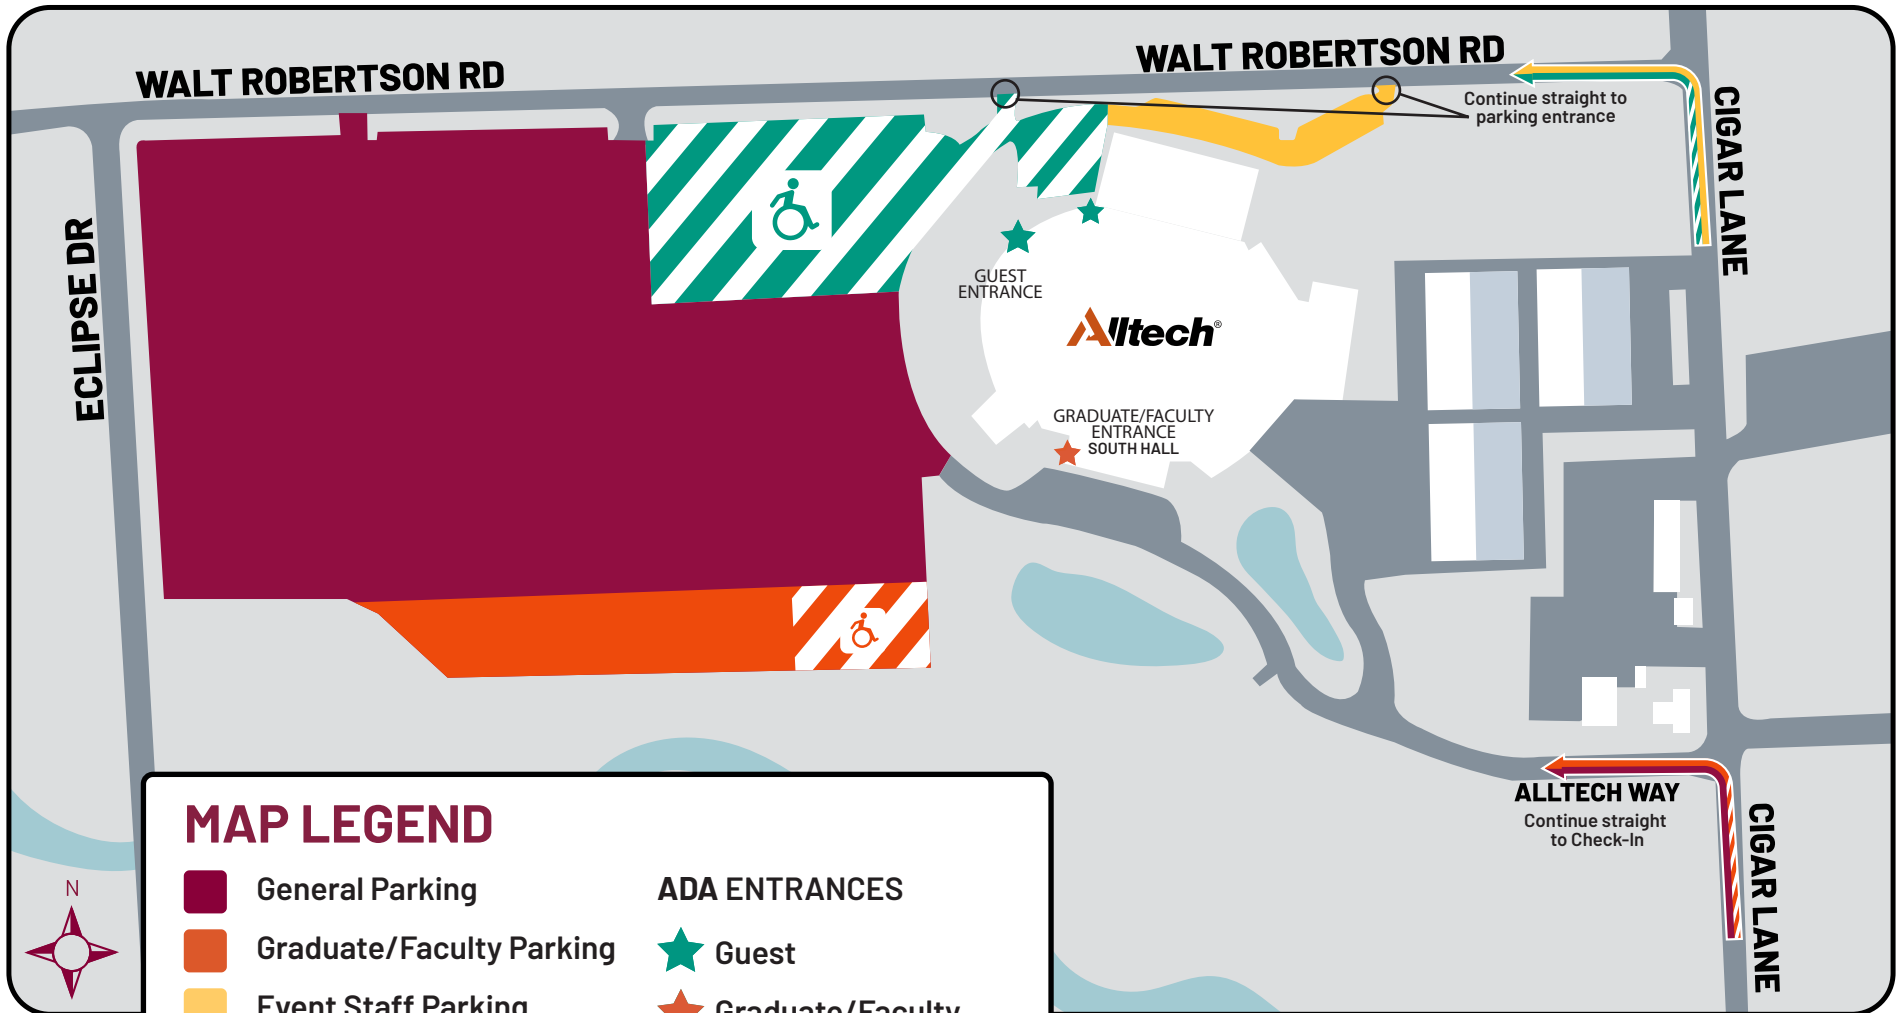 WALT ROBERTSON RD
WALT ROBERTSON RD
Continue straight to
parking entrance
CIGAR LANE
ECLIPSE DR
GUEST
ENTRANCE
Alltech®
GRADUATE/FACULTY
ENTRANCE
SOUTH HALL
ALLTECH WAY
Continue straight
to Check-In
CIGAR LANE
N
MAP LEGEND
General Parking
Graduate/Faculty Parking
Event Staff Parking
ADA ENTRANCES
Guest
Graduate/Faculty